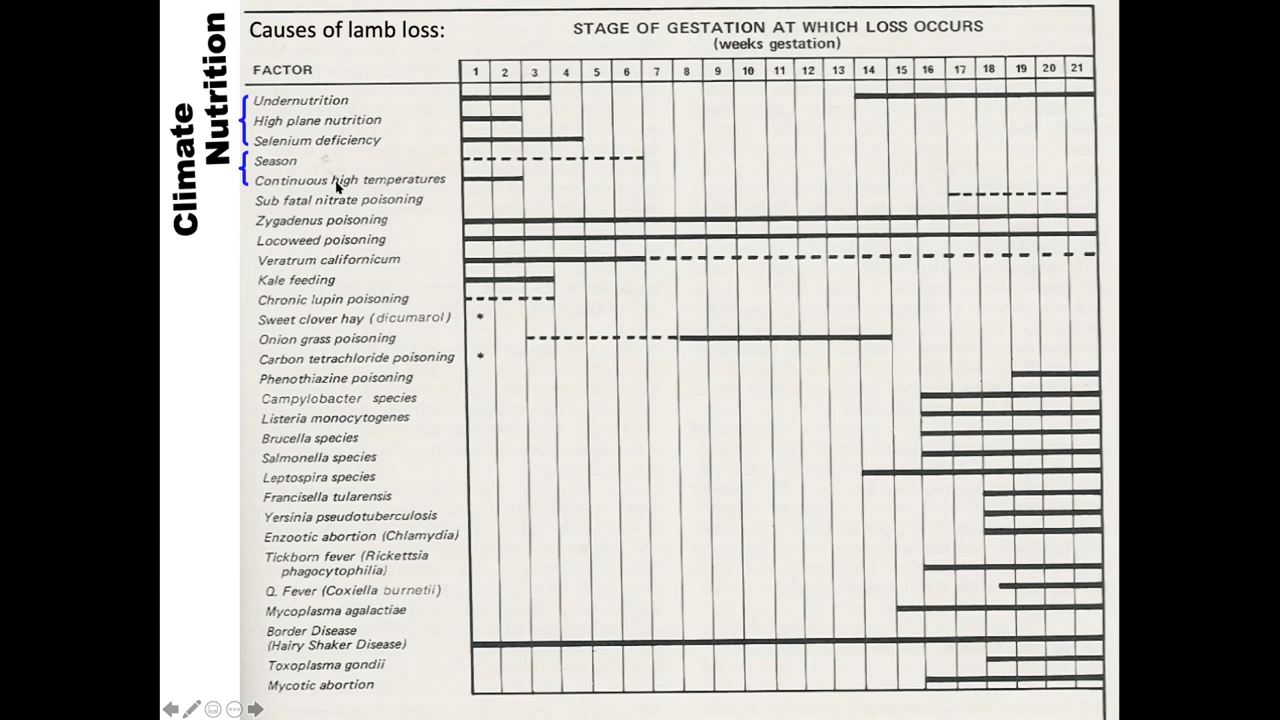 Climate
Nutrition
Causes of lamb loss:
STAGE OF GESTATION AT WHICH LOSS OCCURS
(weeks gestation)
FACTOR
1 2 3 4 5 6 7 8 9 10 11 12 13 14 15 16 17 18 19 20 21
Undernutrition
High plane nutrition
Selenium deficiency
Season
Continuous high temperatures
Sub fatal nitrate poisoning
Zygadenus poisoning
Locoweed poisoning
Veratrum californicum
Kale feeding
Chronic lupin poisoning
Sweet clover hay (dicumarol) *
Onion grass poisoning
Carbon tetrachloride poisoning *
Phenothiazine poisoning
Campylobacter species
Listeria monocytogenes
Brucella species
Salmonella species
Leptospira species
Francisella tularensis
Yersinia pseudotuberculosis
Enzootic abortion (Chlamydia)
Tickborn fever (Rickettsia
phagocytophilia)
Q. Fever (Coxiella burnetii)
Mycoplasma agalactiae
Border Disease
(Hairy Shaker Disease)
Toxoplasma gondii
Mycotic abortion